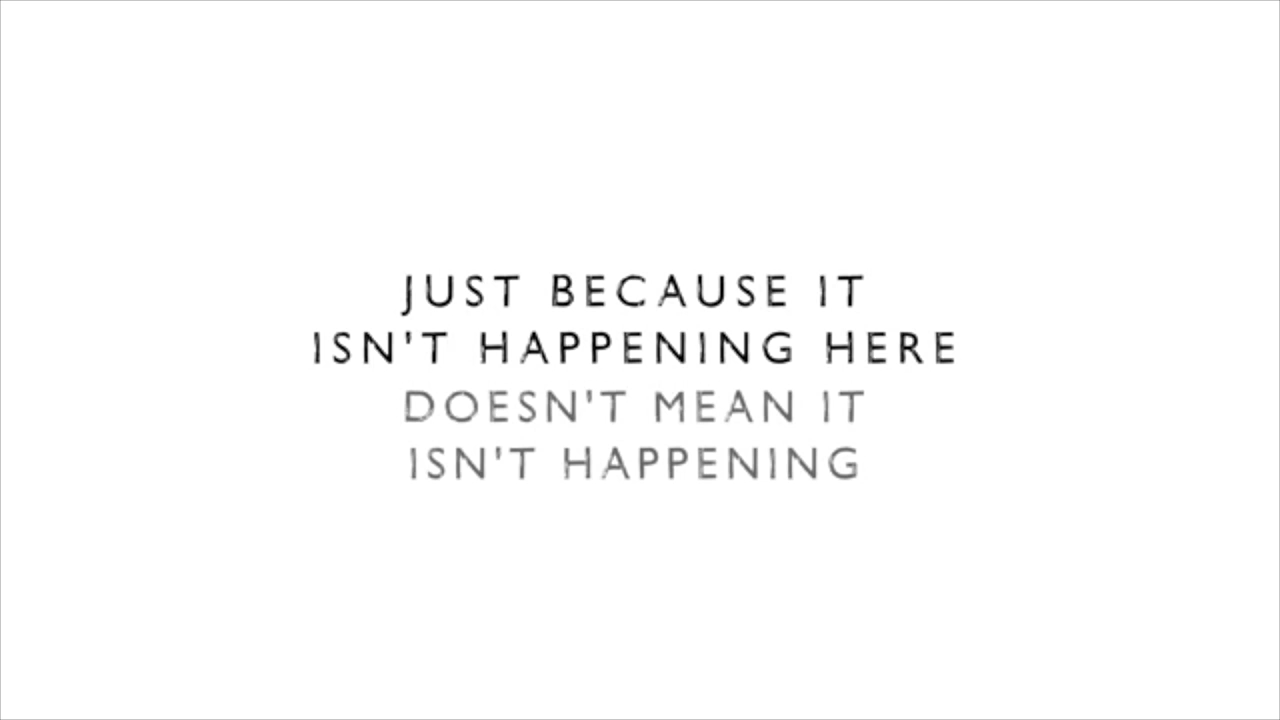 JUST BECAUSE IT
ISN'T HAPPENING HERE
DOESN'T MEAN IT
ISN'T HAPPENING